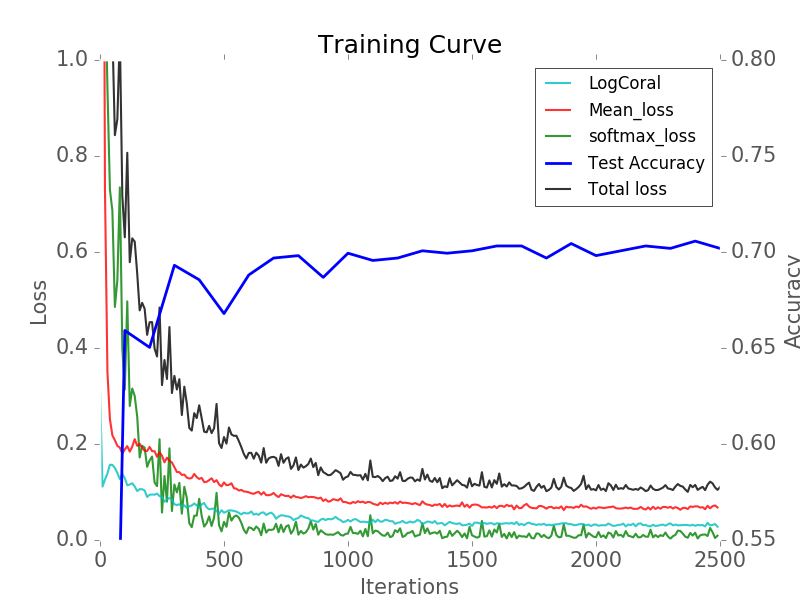 Training Curve
1.0
0.8
0.6
0.4
0.2
0.0
Loss
0
500
1000
1500
2000
2500
Iterations
0.80
0.75
0.70
0.65
0.60
0.55
Accuracy
LogCoral
Mean_loss
softmax_loss
Test Accuracy
Total loss